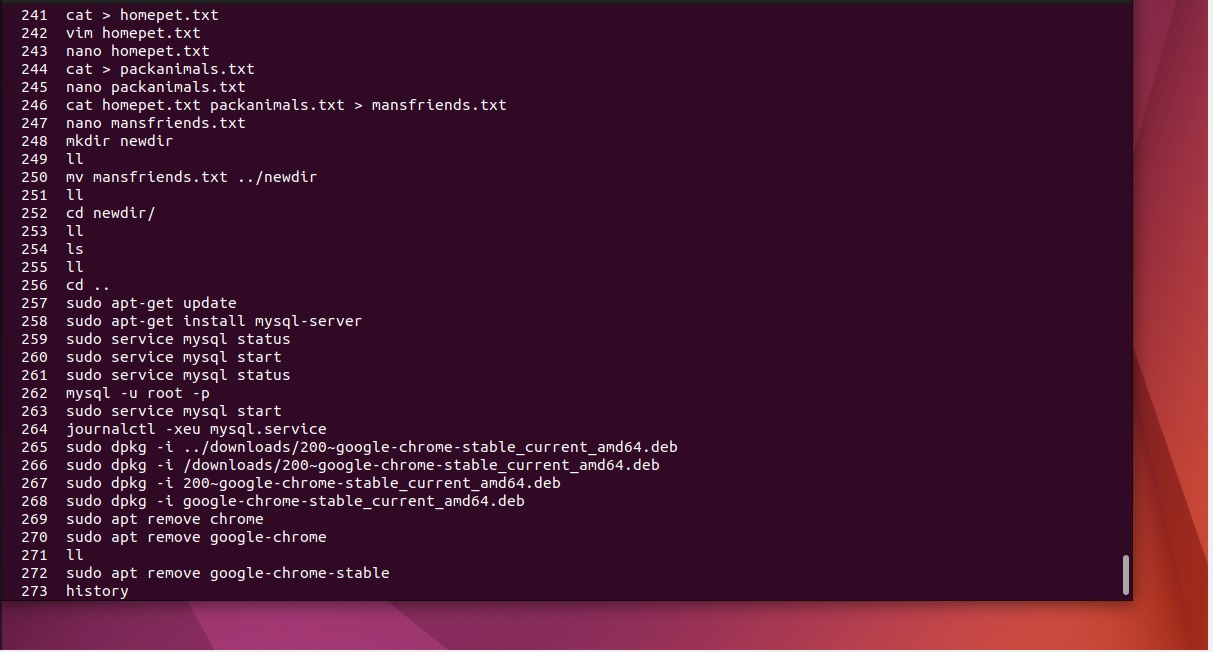 241 cat > homepet.txt
242 vim homepet.txt
243 nano homepet.txt
244 cat > packanimals.txt
245 nano packanimals.txt
246 cat homepet.txt packanimals.txt > mansfriends.txt
247 nano mansfriends.txt
248 mkdir newdir
249 ll
250 mv mansfriends.txt ../newdir
251 ll
252 cd newdir/
253 ll
254 ls
255 ll
256 cd ..
257 sudo apt-get update
258 sudo apt-get install mysql-server
259 sudo service mysql status
260 sudo service mysql start
261 sudo service mysql status
262 mysql -u root -p
263 sudo service mysql start
264 journalctl -xeu mysql.service
265 sudo dpkg -i ../downloads/200~google-chrome-stable_current_amd64.deb
266 sudo dpkg -i /downloads/200~google-chrome-stable_current_amd64.deb
267 sudo dpkg -i 200~google-chrome-stable_current_amd64.deb
268 sudo dpkg -i google-chrome-stable_current_amd64.deb
269 sudo apt remove chrome
270 sudo apt remove google-chrome
271 ll
272 sudo apt remove google-chrome-stable
273 history